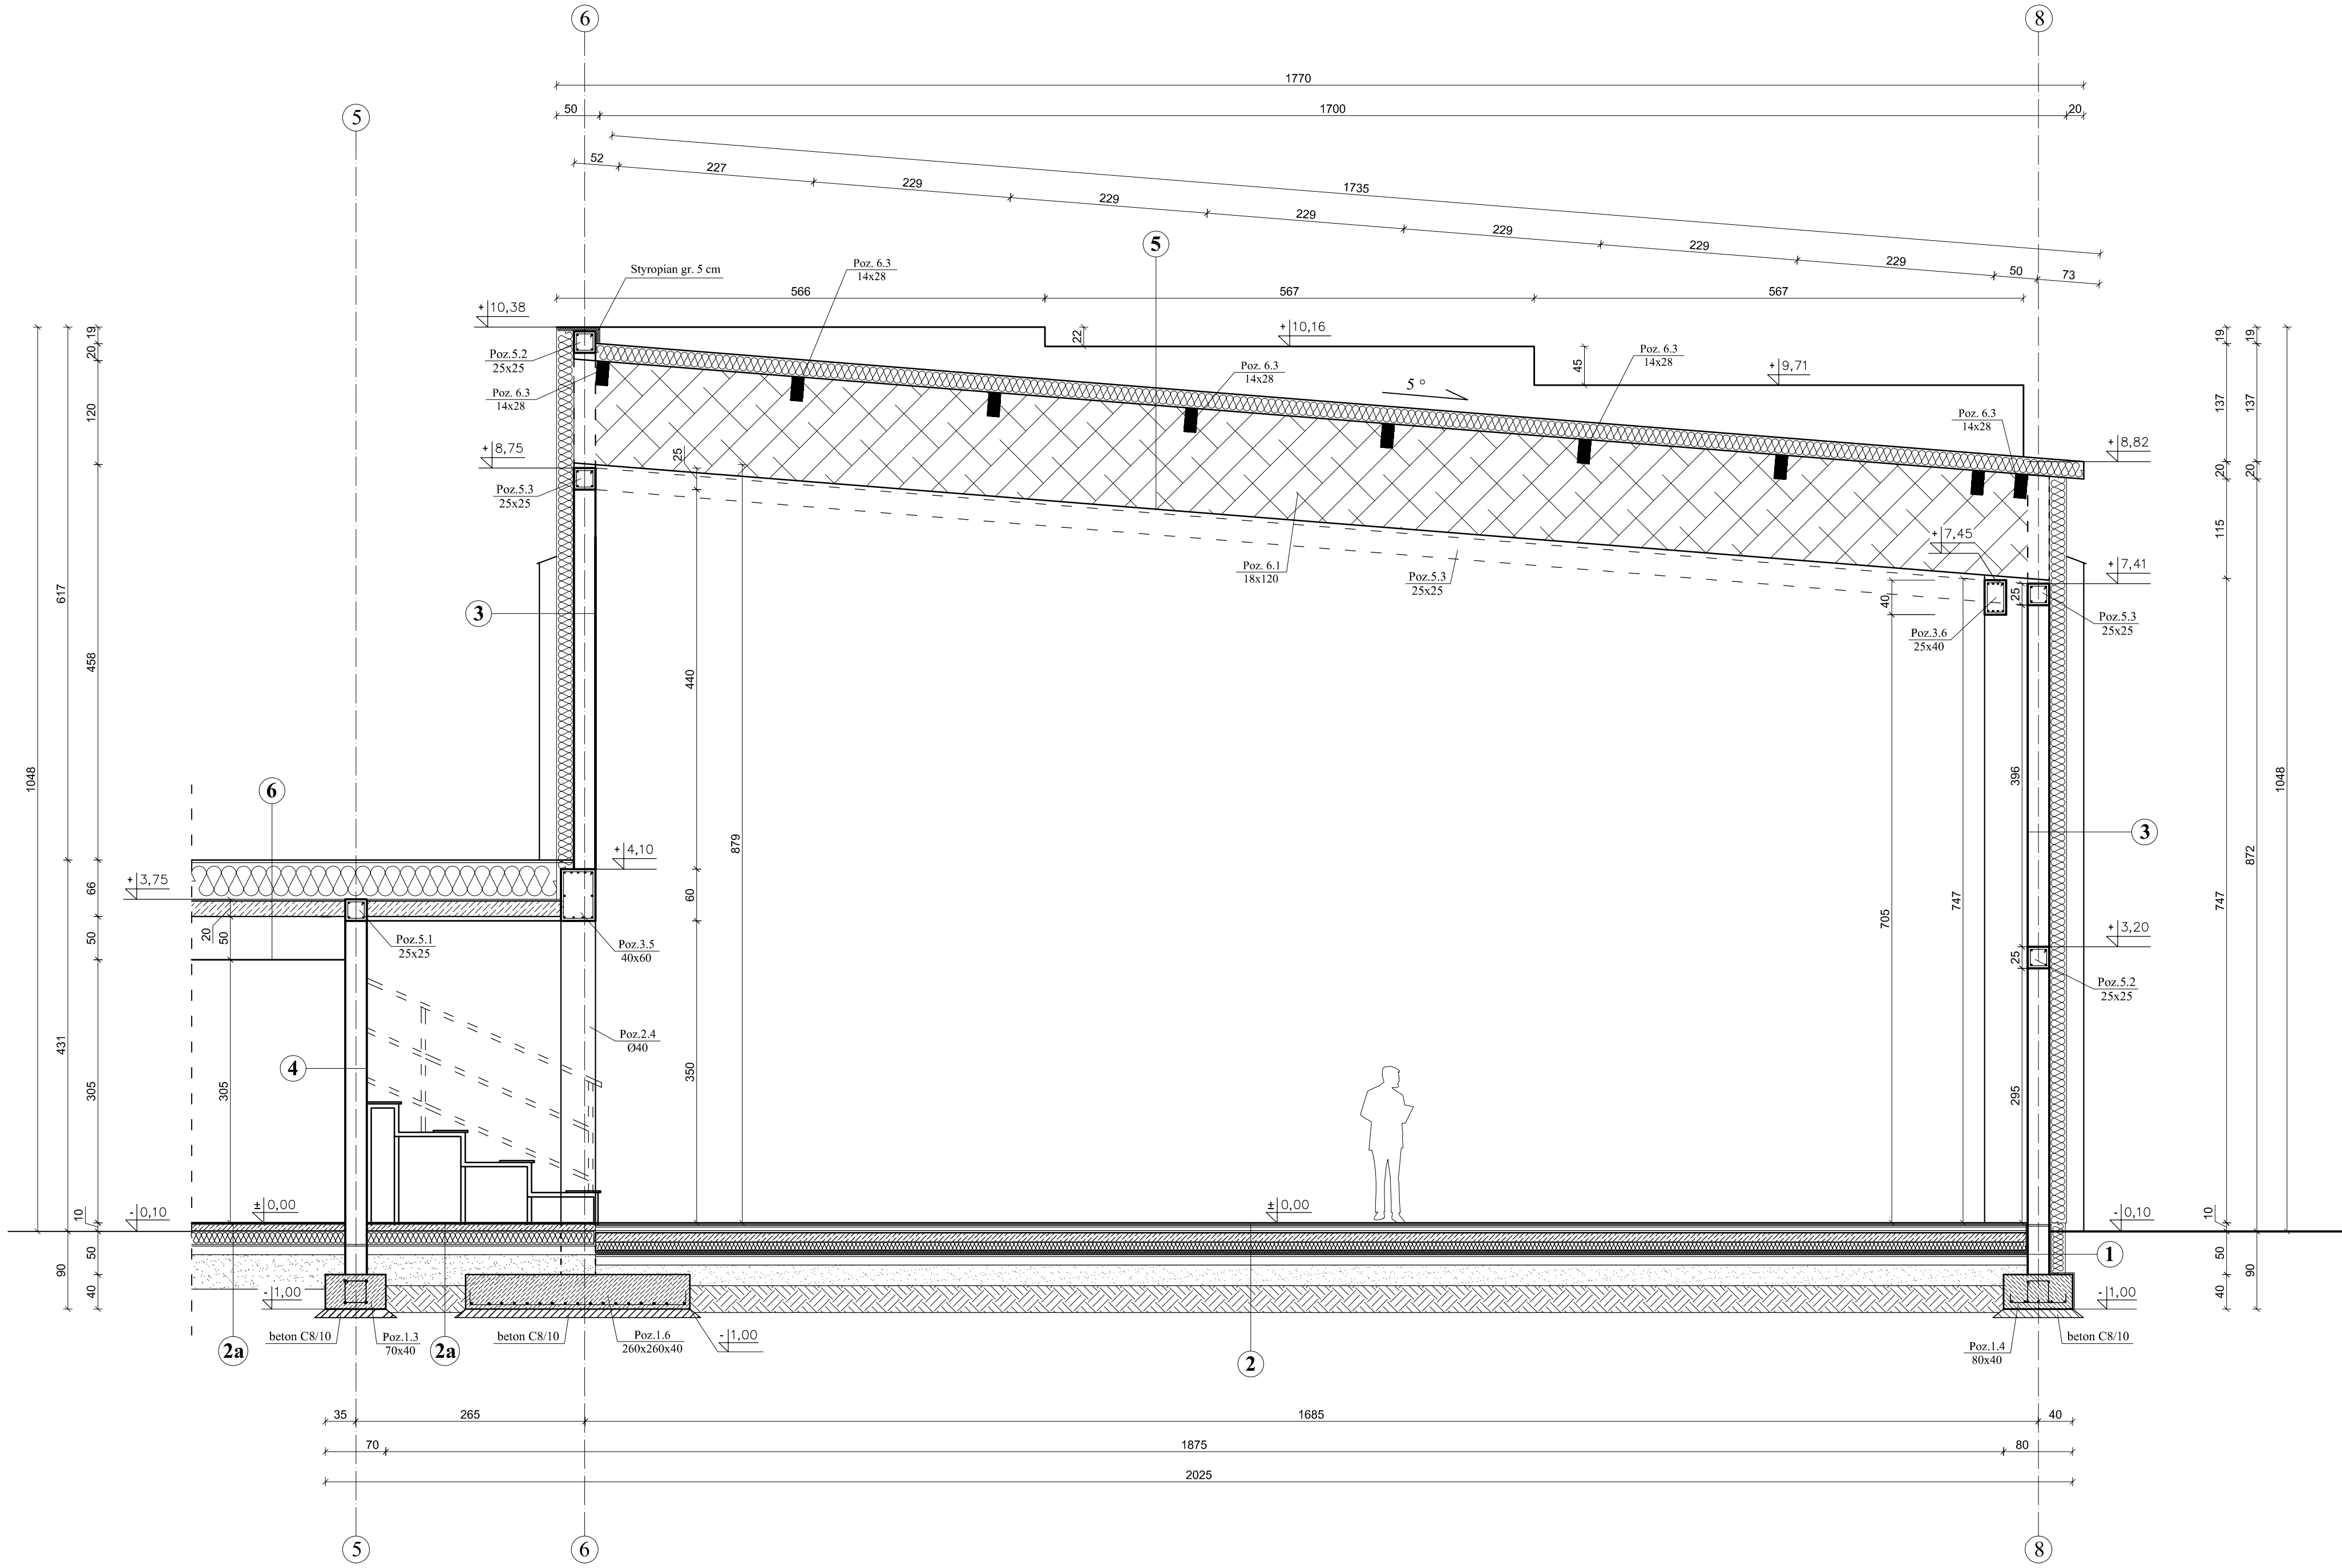 6
8
1770
50
1700
20
5
52
227
229
229
229
229
229
229
50
73
1735
5
Styropian gr. 5 cm
Poz. 6.3
14x28
566
567
567
+10,38
+10,16
22
45
+9,71
Poz.5.2
25x25
Poz. 6.3
14x28
Poz. 6.3
14x28
Poz. 6.3
14x28
5 °
Poz. 6.3
14x28
+8,82
+8,75
25
Poz.5.3
25x25
+7,45
+7,41
Poz. 6.1
18x120
Poz.5.3
25x25
40
25
Poz.3.6
25x40
Poz.5.3
25x25
3
19
20
120
458
617
1048
66
50
305
431
10
50
40
90
440
879
60
350
6
3
396
705
747
295
25
19
137
20
115
747
10
50
40
19
137
20
872
90
1048
+4,10
+3,75
20
50
305
Poz.5.1
25x25
Poz.3.5
40x60
+3,20
Poz.5.2
25x25
Poz.2.4
Ø40
4
±0,00
±0,00
-0,10
-0,10
1
-1,00
-1,00
-1,00
beton C8/10
Poz.1.3
70x40
beton C8/10
Poz.1.6
260x260x40
Poz.1.4
80x40
beton C8/10
2a
2a
2
35
265
1685
40
70
1875
80
2025
5
6
8